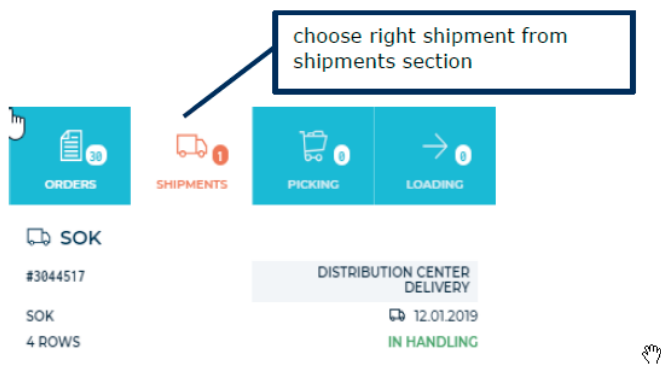 choose right shipment from
shipments section
30
1
0
0
ORDERS
SHIPMENTS
PICKING
LOADING
SOK
#3044517
DISTRIBUTION CENTER
DELIVERY
SOK
12.01.2019
4 ROWS
IN HANDLING